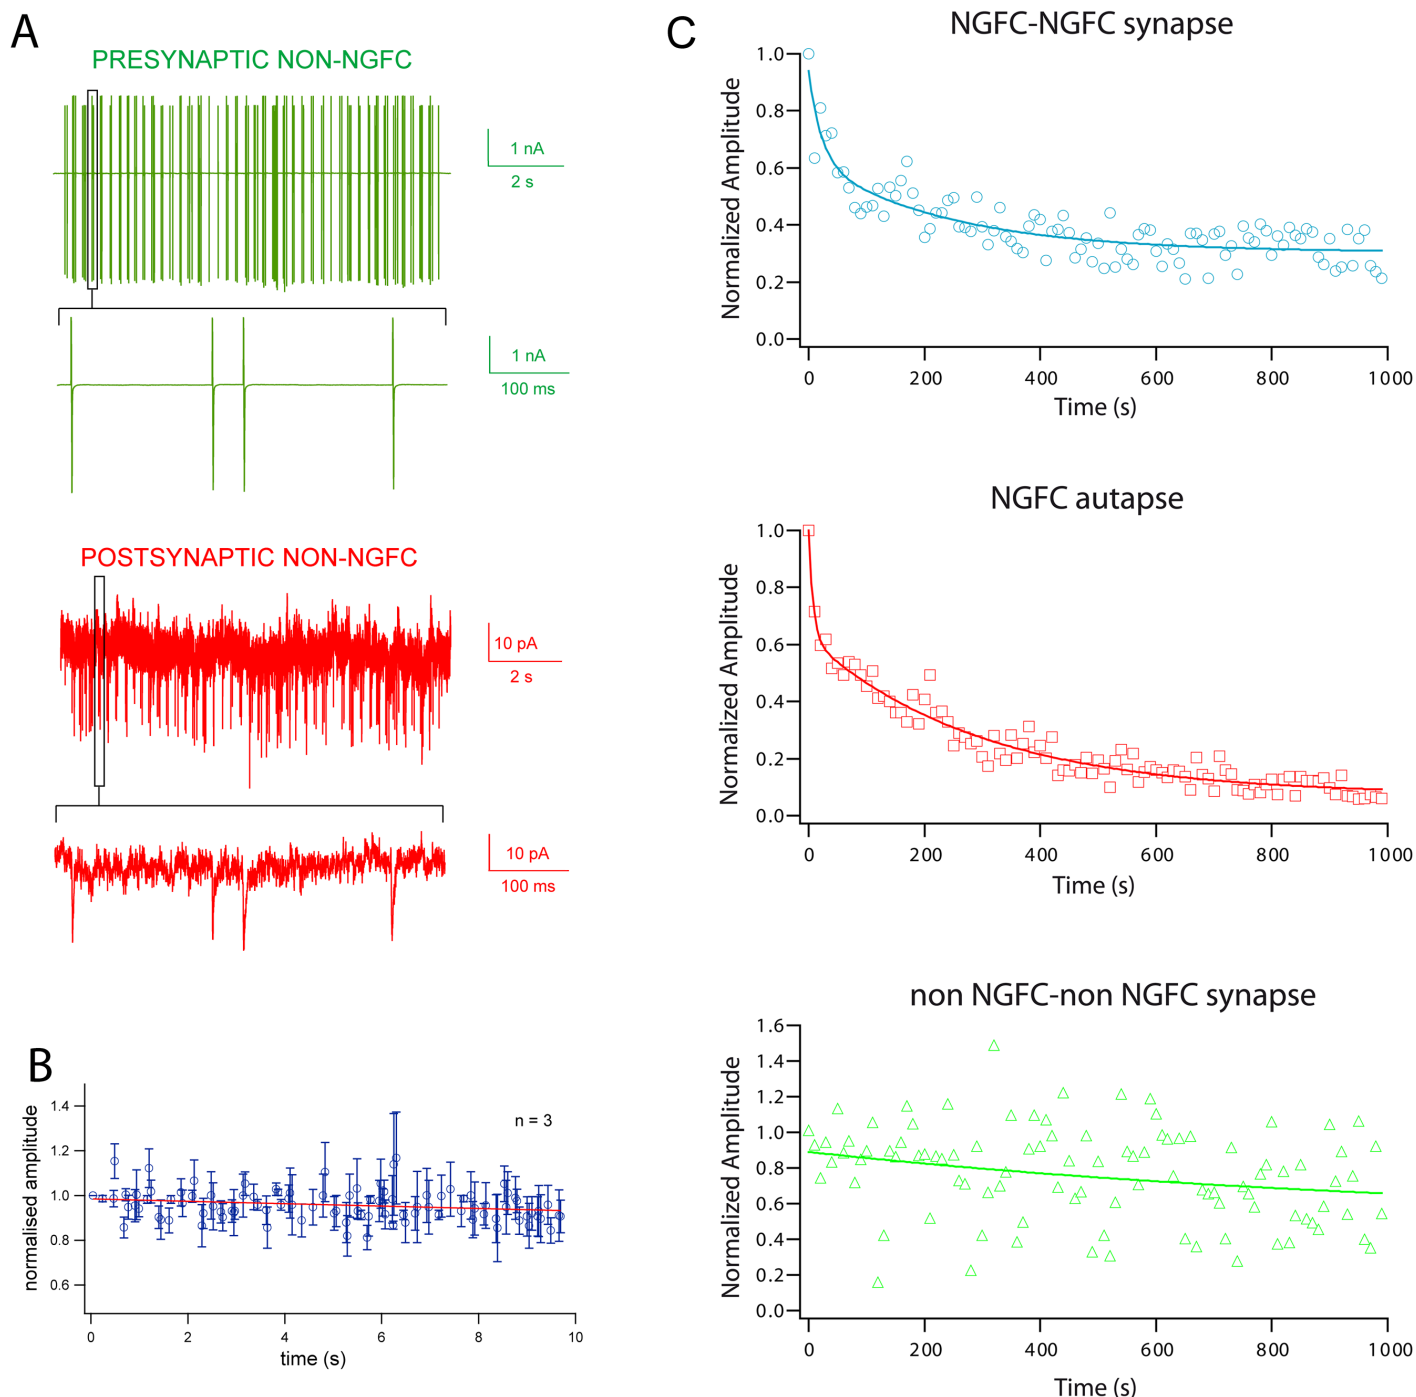 A
PRESYNAPTIC NON-NGFC
1 nA
2 s
1 nA
100 ms
POSTSYNAPTIC NON-NGFC
10 pA
2 s
10 pA
100 ms
B
normalised amplitude
1.4
1.2
1.0
0.8
0.6
n = 3
0 2 4 6 8 10
time (s)
C
NGFC-NGFC synapse
Normalized Amplitude
1.0
0.8
0.6
0.4
0.2
0.0
0 200 400 600 800 1000
Time (s)
NGFC autapse
Normalized Amplitude
1.0
0.8
0.6
0.4
0.2
0.0
0 200 400 600 800 1000
Time (s)
non NGFC-non NGFC synapse
Normalized Amplitude
1.6
1.4
1.2
1.0
0.8
0.6
0.4
0.2
0.0
0 200 400 600 800 1000
Time (s)